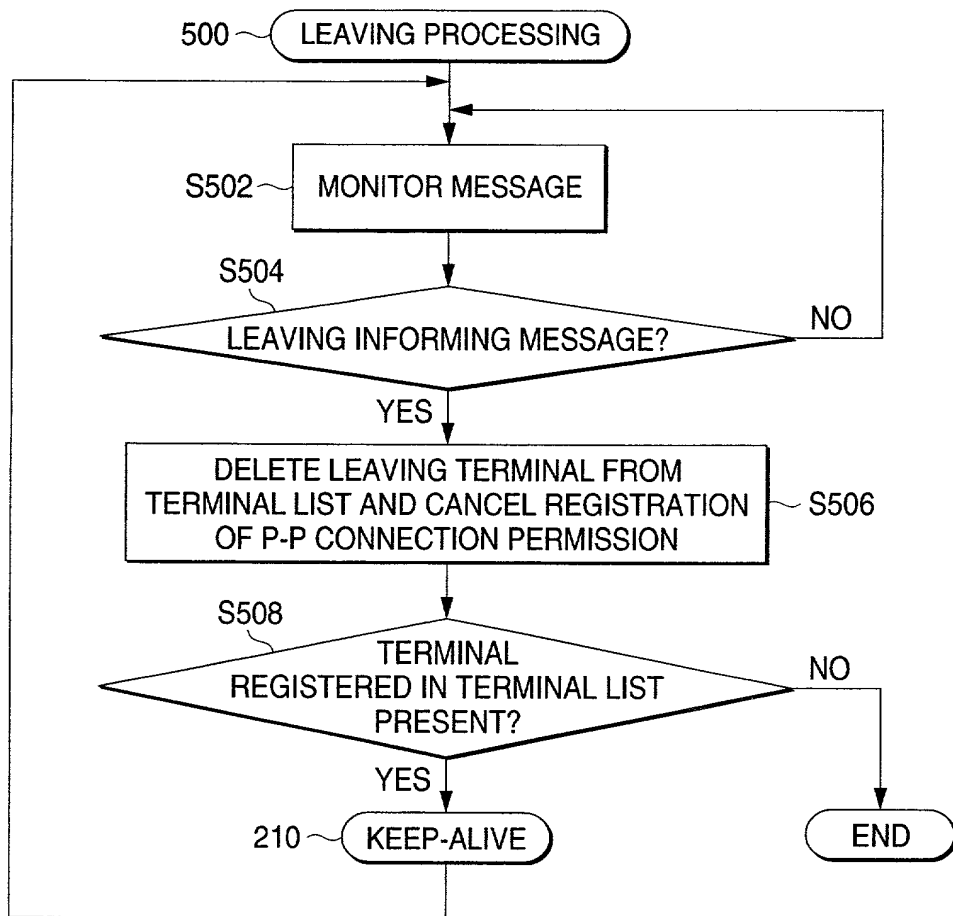 500
LEAVING PROCESSING
S502
MONITOR MESSAGE
S504
LEAVING INFORMING MESSAGE?
NO
YES
DELETE LEAVING TERMINAL FROM
TERMINAL LIST AND CANCEL REGISTRATION
OF P-P CONNECTION PERMISSION
S506
S508
TERMINAL
REGISTERED IN TERMINAL LIST
PRESENT?
NO
YES
210
KEEP-ALIVE
END